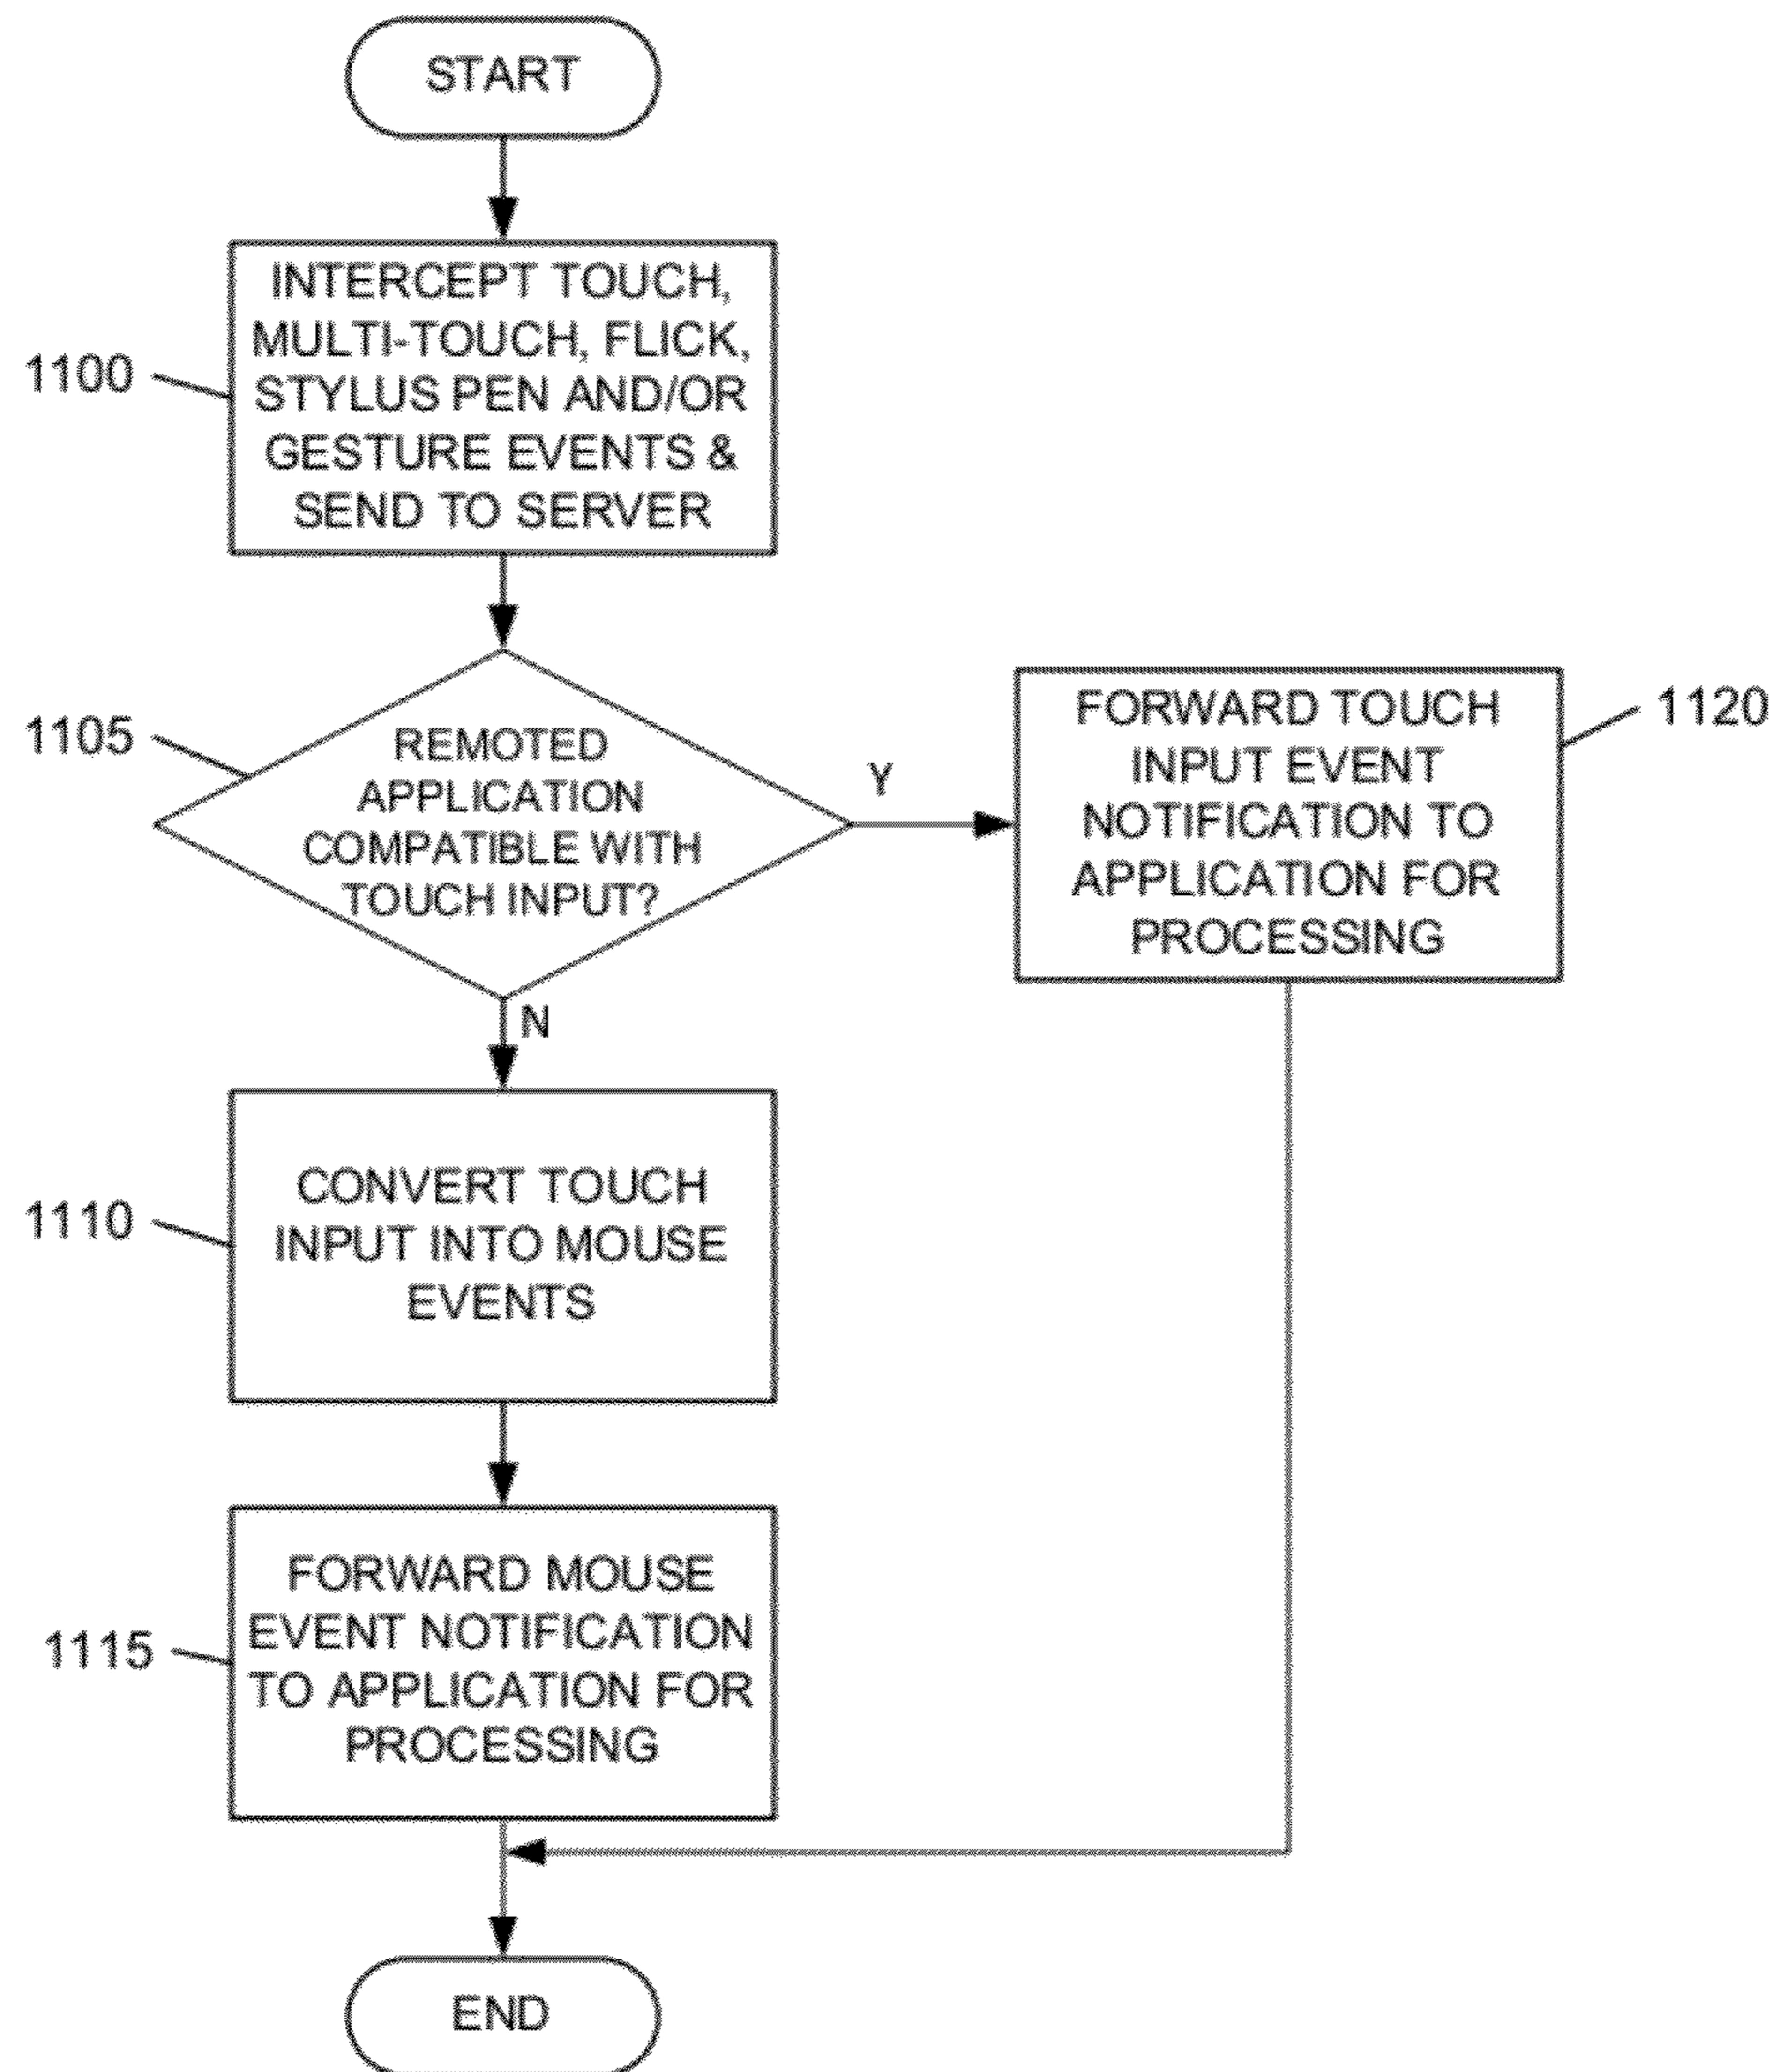 START
1100
INTERCEPT TOUCH,
MULTI-TOUCH, FLICK,
STYLUS PEN AND/OR
GESTURE EVENTS &
SEND TO SERVER
1105
REMOTED
APPLICATION
COMPATIBLE WITH
TOUCH INPUT?
Y
N
FORWARD TOUCH
INPUT EVENT
NOTIFICATION TO
APPLICATION FOR
PROCESSING
1120
1110
CONVERT TOUCH
INPUT INTO MOUSE
EVENTS
1115
FORWARD MOUSE
EVENT NOTIFICATION
TO APPLICATION FOR
PROCESSING
END